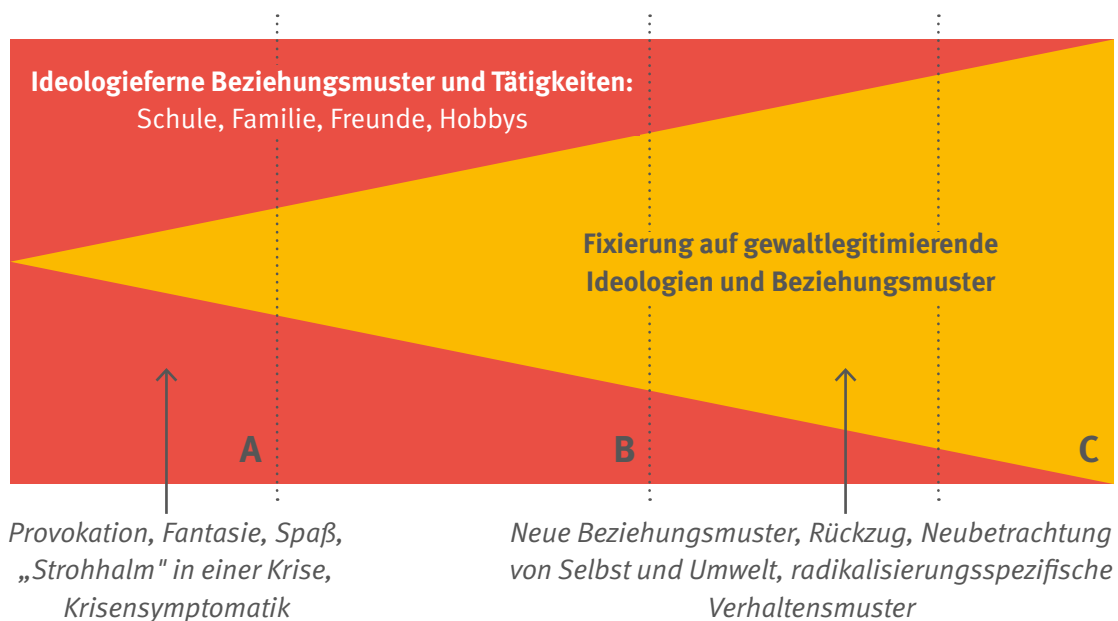 Ideologieferne Beziehungsmuster und Tätigkeiten:
Schule, Familie, Freunde, Hobbys
Fixierung auf gewaltlegitimierende
Ideologien und Beziehungsmuster
A
B
C
Provokation, Fantasie, Spaß,
„Strohhalm" in einer Krise,
Krisensymptomatik
Neue Beziehungsmuster, Rückzug, Neubetrachtung
von Selbst und Umwelt, radikalisierungsspezifische
Verhaltensmuster